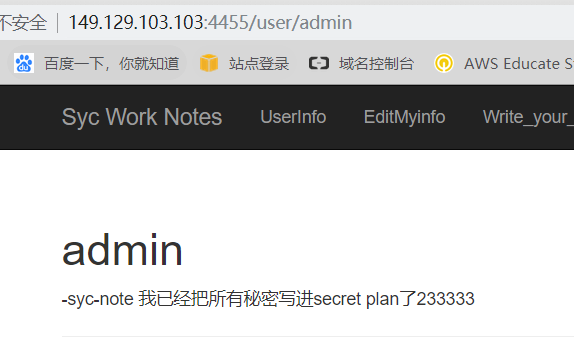 不安全 149.129.103.103:4455/user/admin
百度一下，你就知道 站点登录 域名控制台 AWS Educate S
Syc Work Notes UserInfo EditMyinfo Write_your_
admin
-syc-note 我已经把所有秘密写进secret plan了233333